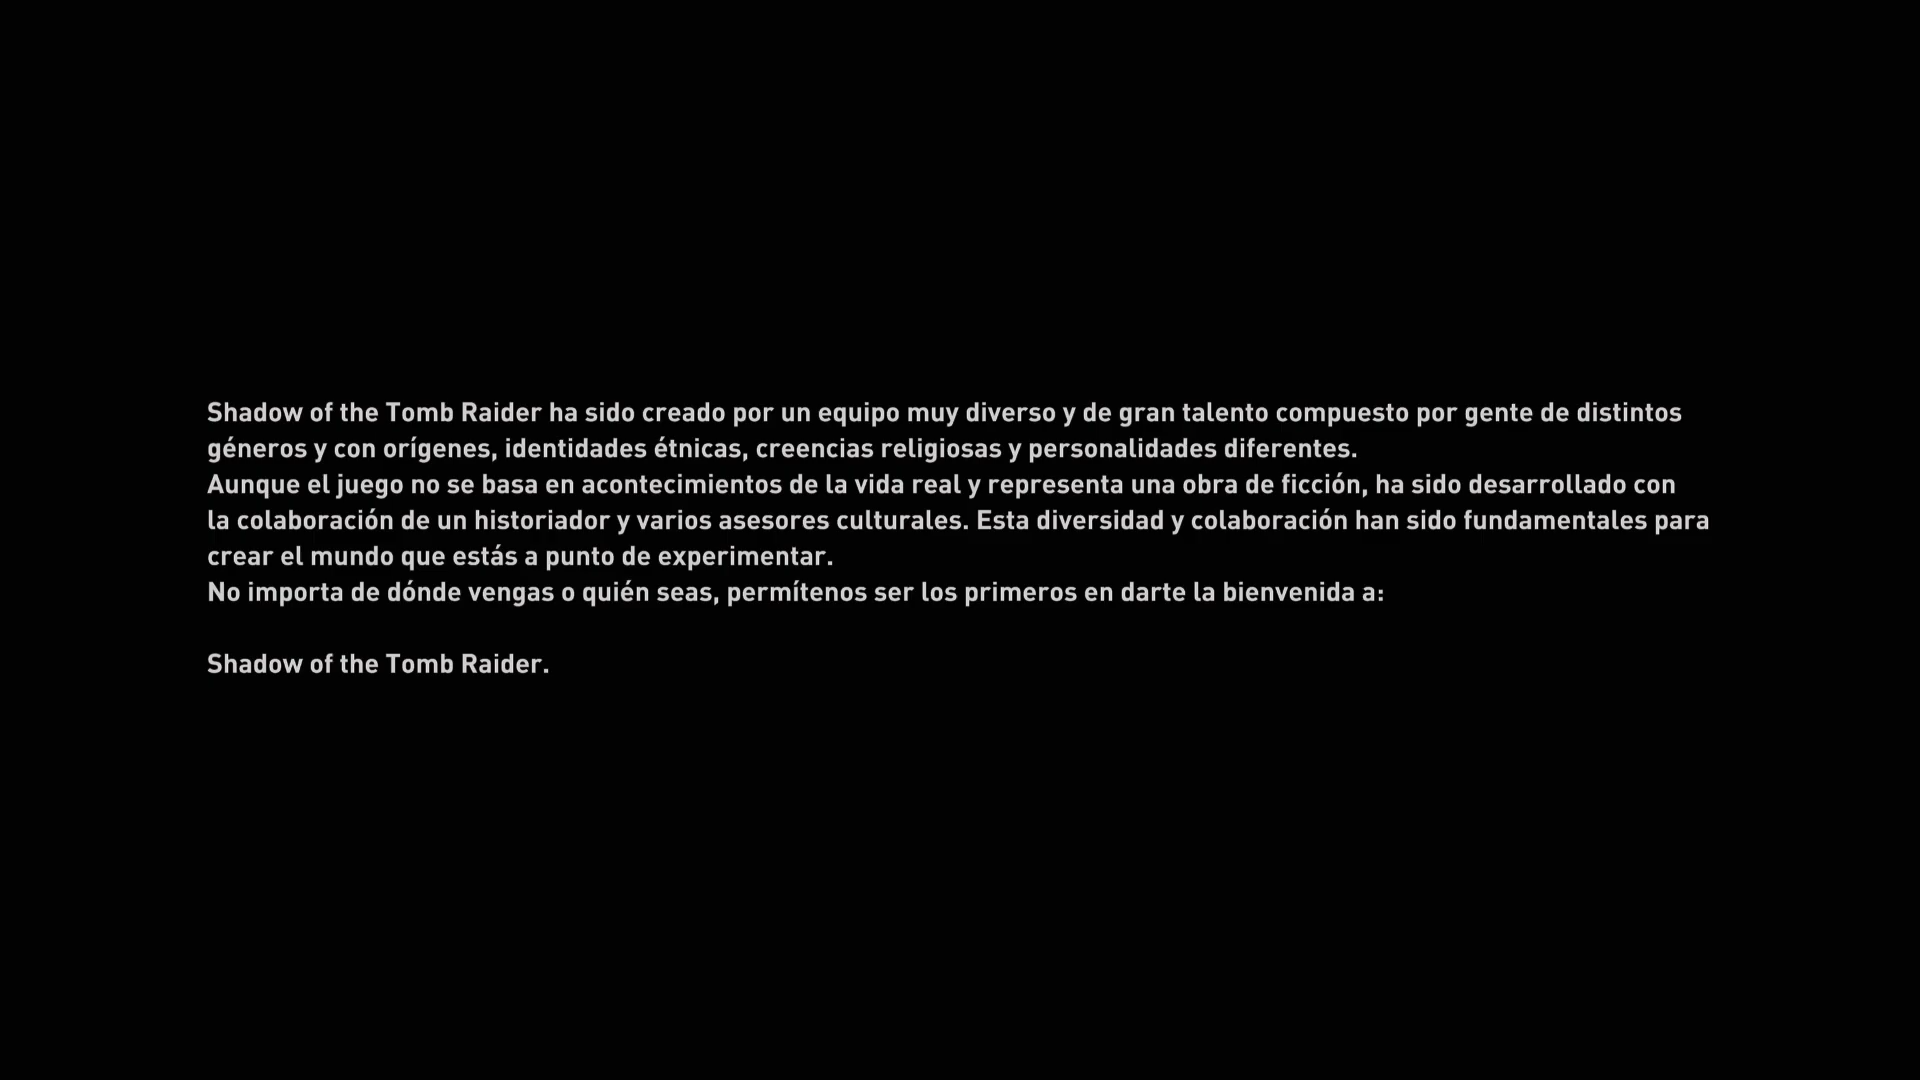 Shadow of the Tomb Raider ha sido creado por un equipo muy diverso y de gran talento compuesto por gente de distintos
géneros y con orígenes, identidades étnicas, creencias religiosas y personalidades diferentes.
Aunque el juego no se basa en acontecimientos de la vida real y representa una obra de ficción, ha sido desarrollado con
la colaboración de un historiador y varios asesores culturales. Esta diversidad y colaboración han sido fundamentales para
crear el mundo que estás a punto de experimentar.
No importa de dónde vengas o quién seas, permítenos ser los primeros en darte la bienvenida a:
Shadow of the Tomb Raider.